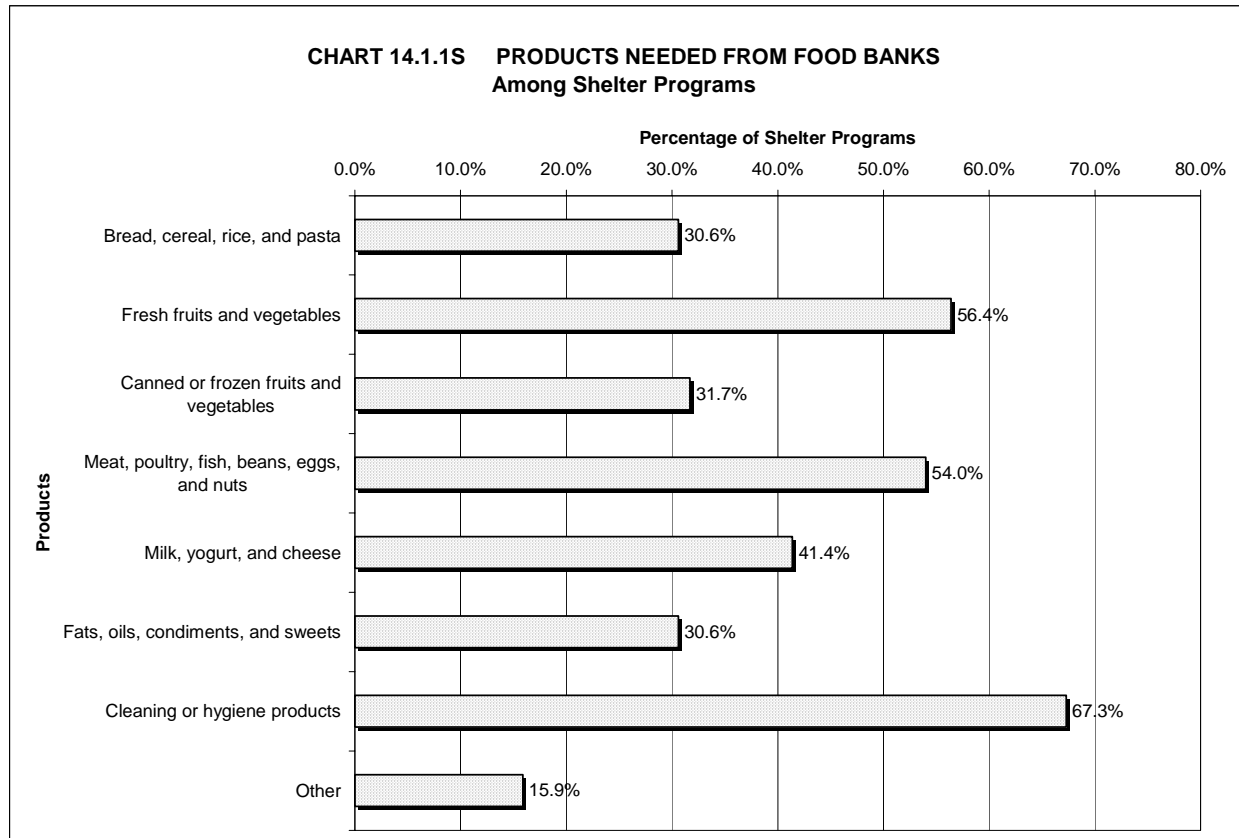 CHART 14.1.1S PRODUCTS NEEDED FROM FOOD BANKS
Among Shelter Programs
Percentage of Shelter Programs
0.0% 10.0% 20.0% 30.0% 40.0% 50.0% 60.0% 70.0% 80.0%
Products
Bread, cereal, rice, and pasta 30.6%
Fresh fruits and vegetables 56.4%
Canned or frozen fruits and
vegetables 31.7%
Meat, poultry, fish, beans, eggs,
and nuts 54.0%
Milk, yogurt, and cheese 41.4%
Fats, oils, condiments, and sweets 30.6%
Cleaning or hygiene products 67.3%
Other 15.9%